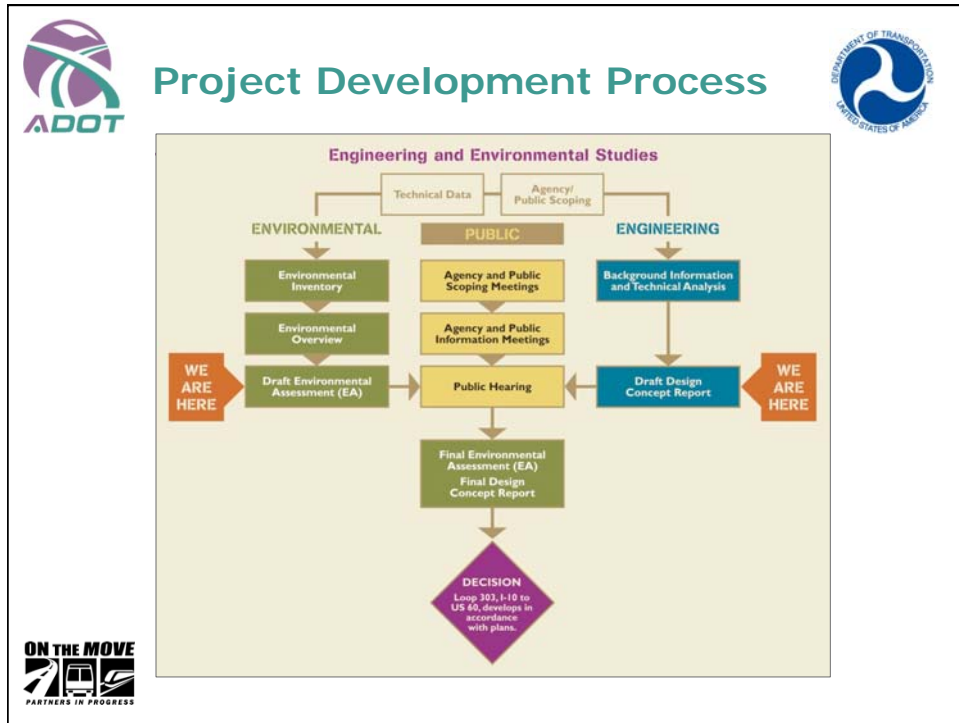 ADOT
Project Development Process
DEPARTMENT OF TRANSPORTATION
UNITED STATES OF AMERICA
Engineering and Environmental Studies
Technical Data
Agency/
Public Scoping
ENVIRONMENTAL
PUBLIC
ENGINEERING
Environmental
Inventory
Agency and Public
Scoping Meetings
Background Information
and Technical Analysis
Environmental
Overview
Agency and Public
Information Meetings
WE
ARE
HERE
Draft Environmental
Assessment (EA)
Public Hearing
Draft Design
Concept Report
WE
ARE
HERE
Final Environmental
Assessment (EA)
Final Design
Concept Report
DECISION
Loop 303, I-10 to
US 60, develops in
accordance
with plans.
ON THE MOVE
PARTNERS IN PROGRESS